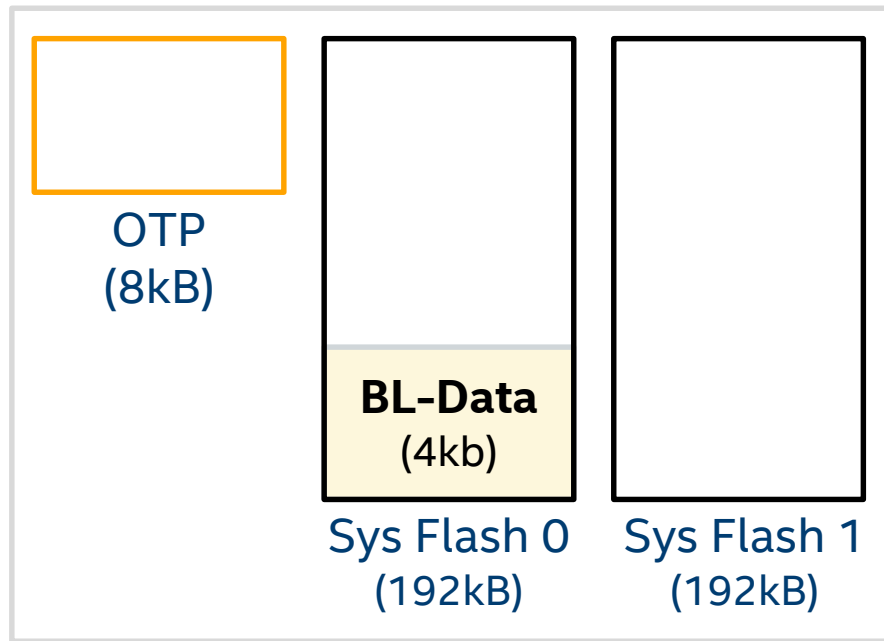 OTP
(8kB)
BL-Data
(4kb)
Sys Flash 0
(192kB)
Sys Flash 1
(192kB)